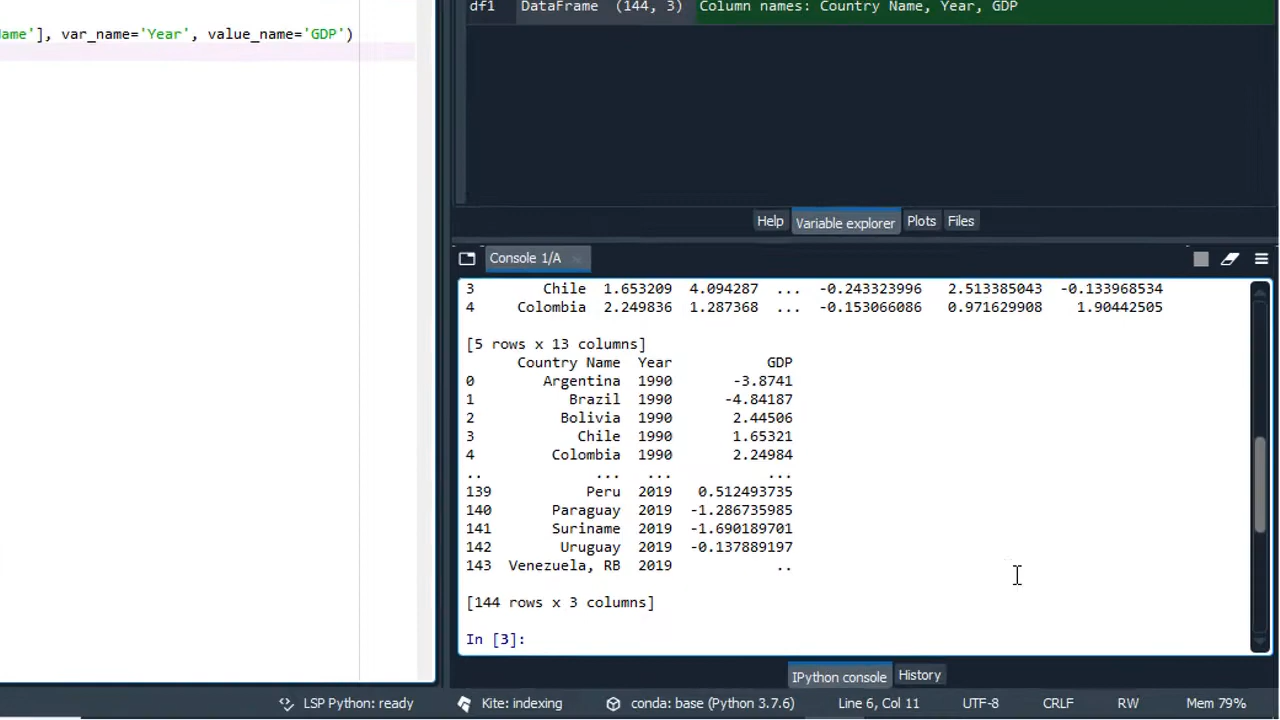 ame'], var_name='Year', value_name='GDP')
df1 DataFrame (144, 3) Column names: Country Name, Year, GDP
Help Variable explorer Plots Files
Console 1/A
3 Chile 1.653209 4.094287 ... -0.243323996 2.513385043 -0.133968534
4 Colombia 2.249836 1.287368 ... -0.153066086 0.971629908 1.90442505
[5 rows x 13 columns]
Country Name Year GDP
0 Argentina 1990 -3.8741
1 Brazil 1990 -4.84187
2 Bolivia 1990 2.44506
3 Chile 1990 1.65321
4 Colombia 1990 2.24984
.. ... ... ...
139 Peru 2019 0.512493735
140 Paraguay 2019 -1.286735985
141 Suriname 2019 -1.690189701
142 Uruguay 2019 -0.137889197
143 Venezuela, RB 2019 ..
[144 rows x 3 columns]
In [3]:
IPython console History
LSP Python: ready Kite: indexing conda: base (Python 3.7.6) Line 6, Col 11 UTF-8 CRLF RW Mem 79%